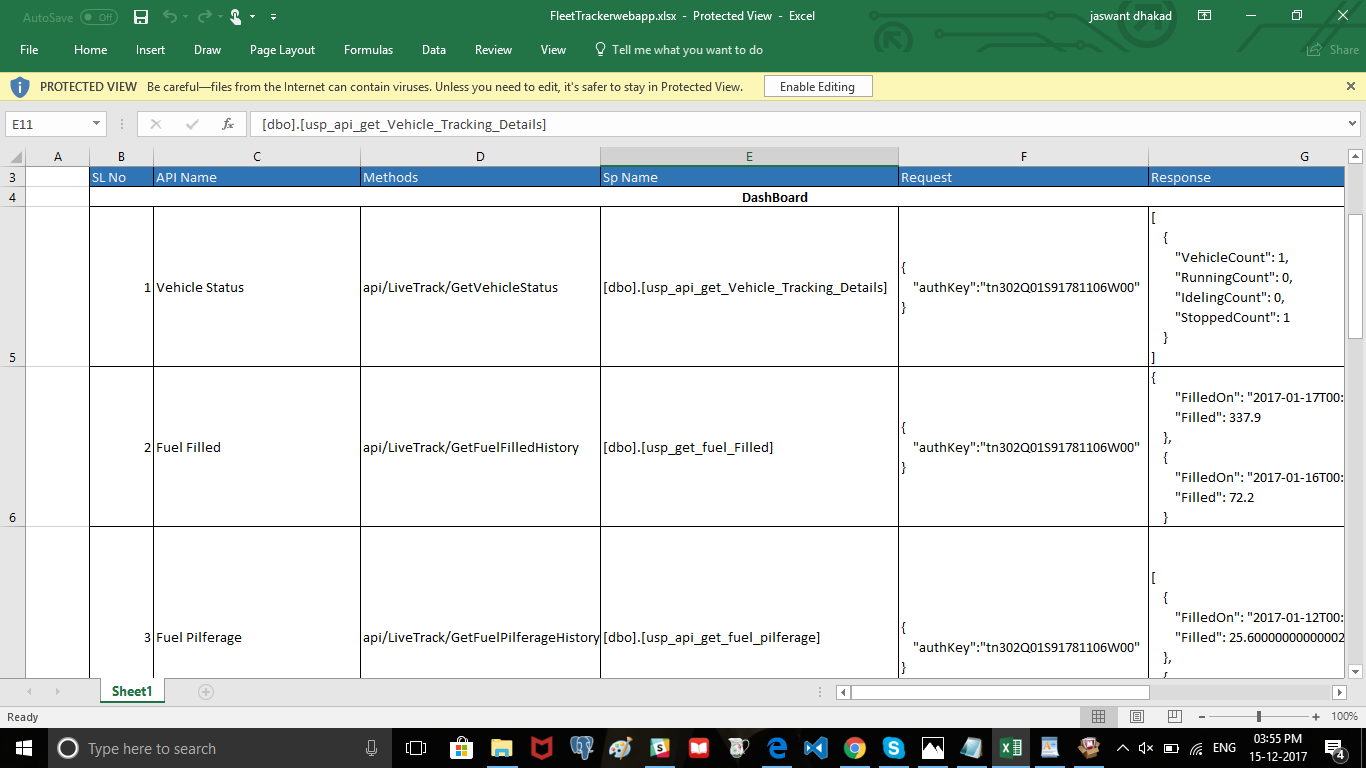 AutoSave Off
FleetTrackerwebapp.xlsx - Protected View - Excel
jaswant dhakad
File Home Insert Draw Page Layout Formulas Data Review View Tell me what you want to do Share
PROTECTED VIEW Be careful—files from the Internet can contain viruses. Unless you need to edit, it's safer to stay in Protected View. Enable Editing
E11 fx [dbo].[usp_api_get_Vehicle_Tracking_Details]
A B C D E F G
3 SL No API Name Methods Sp Name Request Response
4 DashBoard
5
1 Vehicle Status api/LiveTrack/GetVehicleStatus [dbo].[usp_api_get_Vehicle_Tracking_Details]
{
"authKey":"tn302Q01S91781106W00"
}
[
{
"VehicleCount": 1,
"RunningCount": 0,
"IdelingCount": 0,
"StoppedCount": 1
}
]
6
2 Fuel Filled api/LiveTrack/GetFuelFilledHistory [dbo].[usp_get_fuel_Filled]
{
"authKey":"tn302Q01S91781106W00"
}
{
"FilledOn": "2017-01-17T00:
"Filled": 337.9
},
{
"FilledOn": "2017-01-16T00:
"Filled": 72.2
}
3 Fuel Pilferage api/LiveTrack/GetFuelPilferageHistory [dbo].[usp_api_get_fuel_pilferage]
{
"authKey":"tn302Q01S91781106W00"
}
[
{
"FilledOn": "2017-01-12T00:
"Filled": 25.60000000000002
},
{
Sheet1
Ready 100%
Type here to search
ENG
03:55 PM
15-12-2017
4